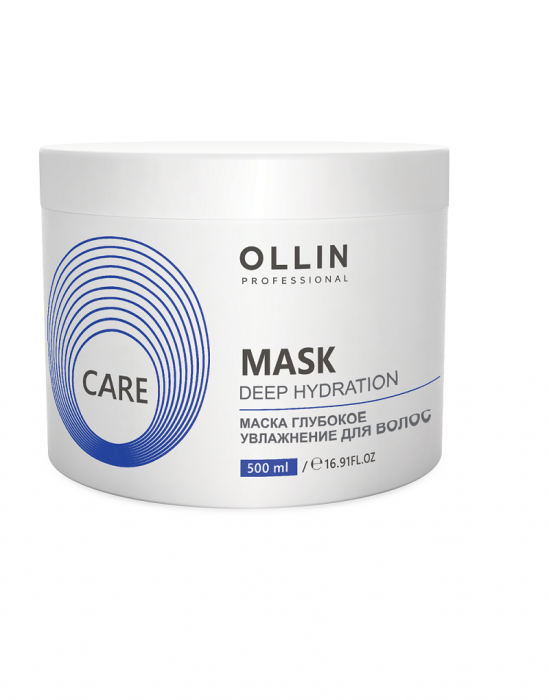 OLLIN
PROFESSIONAL
CARE
MASK
DEEP HYDRATION
МАСКА ГЛУБОКОЕ
УВЛАЖНЕНИЕ ДЛЯ ВОЛОС
500 ml / ℮16.91FL.OZ